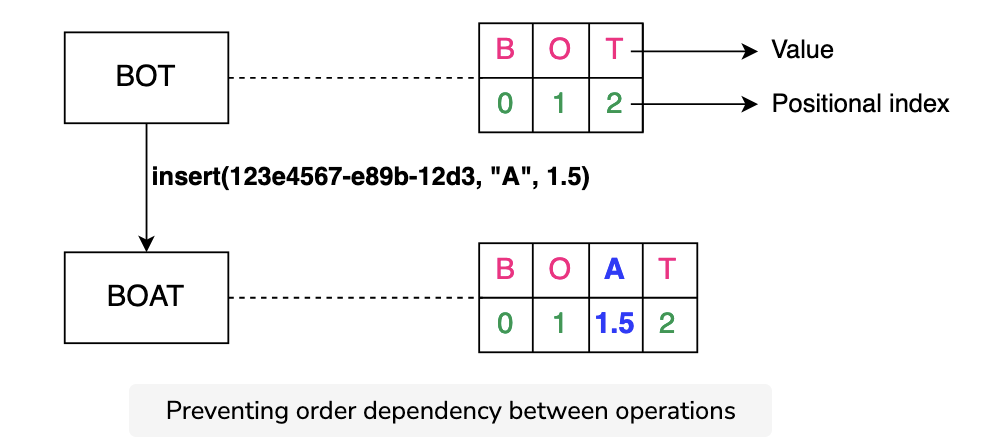 BOT
B O T
Value
0 1 2
Positional index
insert(123e4567-e89b-12d3, "A", 1.5)
BOAT
B O A T
0 1 1.5 2
Preventing order dependency between operations